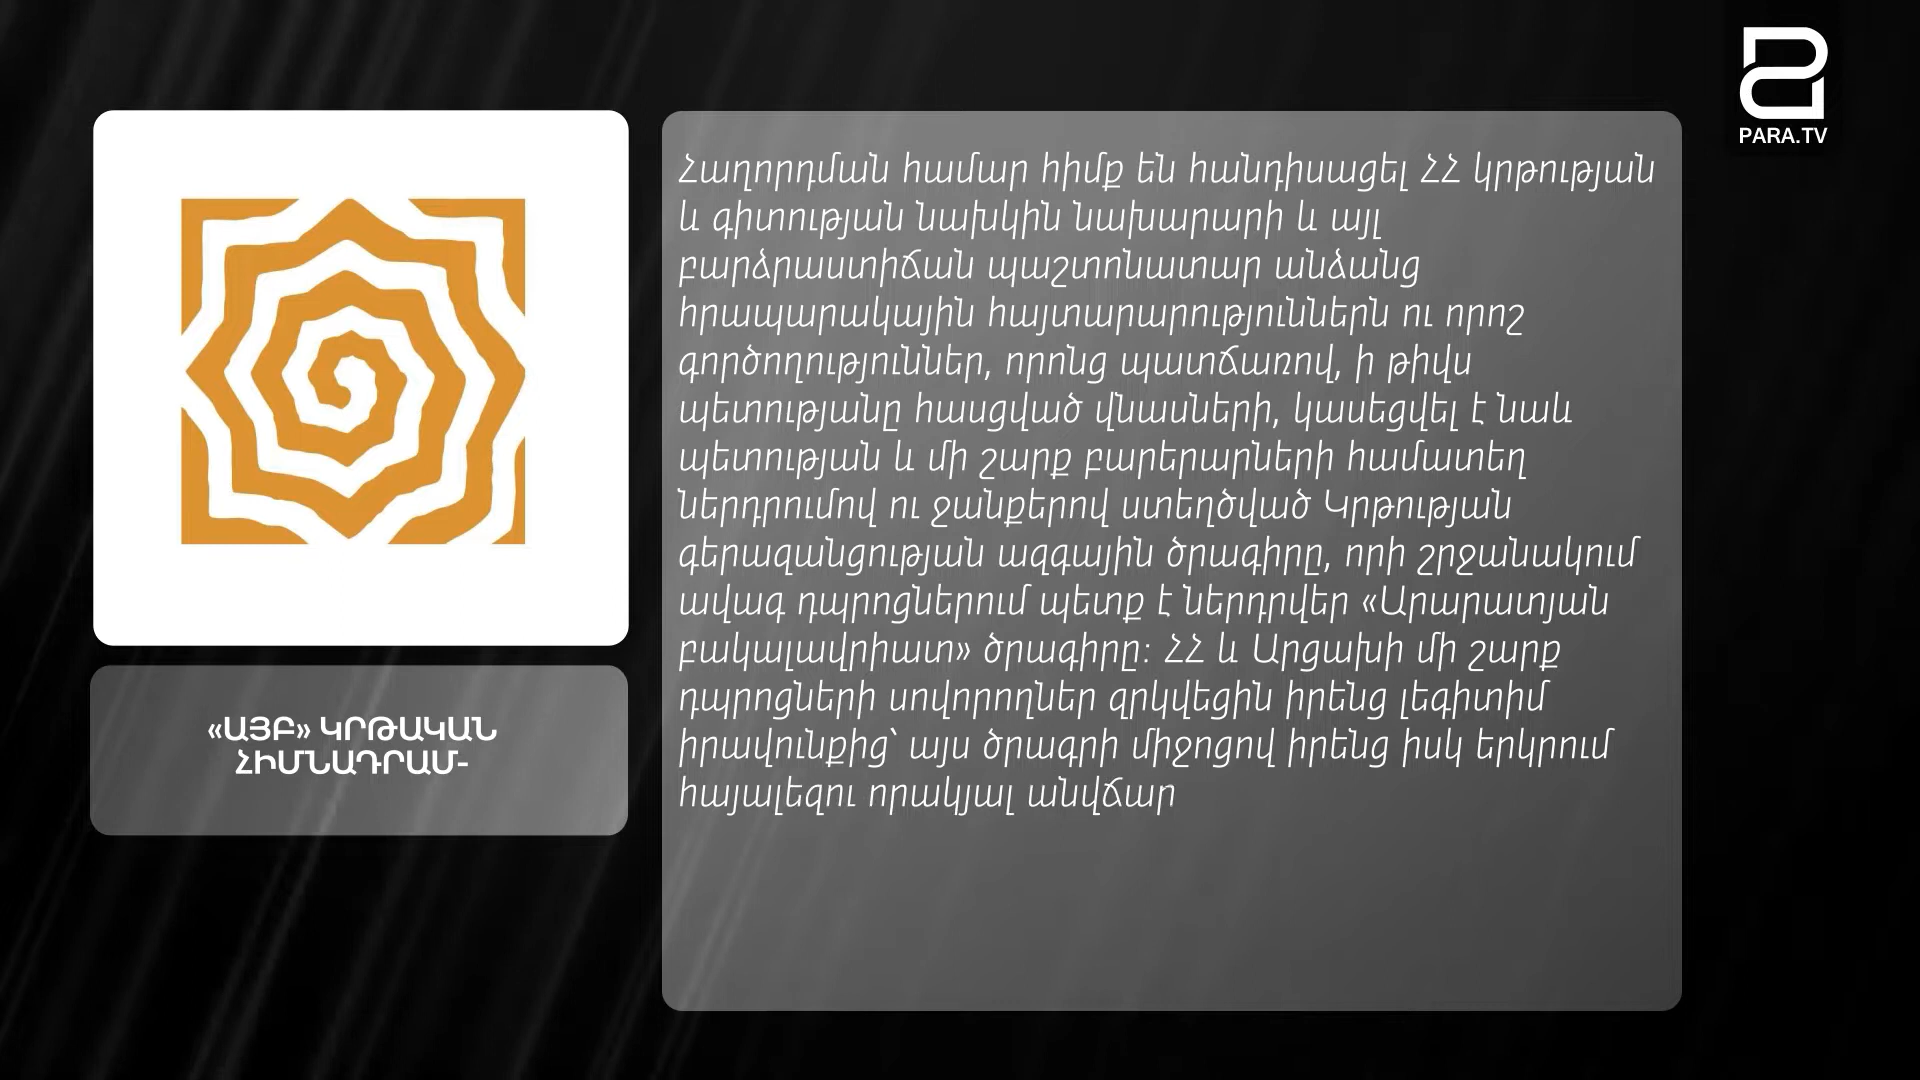 PARA.TV
Հաղորդման համար հիմք են հանդիսացել ՀՀ կրթության
և գիտության նախկին նախարարի և այլ
բարձրաստիճան պաշտոնատար անձանց
հրապարակային հայտարարություններն ու որոշ
գործողություններ, որոնց պատճառով, ի թիվս
պետությանը հասցված վնասների, կասեցվել է նաև
պետության և մի շարք բարերարների համատեղ
ներդրումով ու ջանքերով ստեղծված Կրթության
գերազանցության ազգային ծրագիրը, որի շրջանակում
ավագ դպրոցներում պետք է ներդրվեր «Արարատյան
բակալավրիատ» ծրագիրը: ՀՀ և Արցախի մի շարք
դպրոցների սովորողներ զրկվեցին իրենց լեգիտիմ
իրավունքից՝ այս ծրագրի միջոցով իրենց իսկ երկրում
հայալեզու որակյալ անվճար
«ԱՅԲ» ԿՐԹԱԿԱՆ
ՀԻՄՆԱԴՐԱՄ-